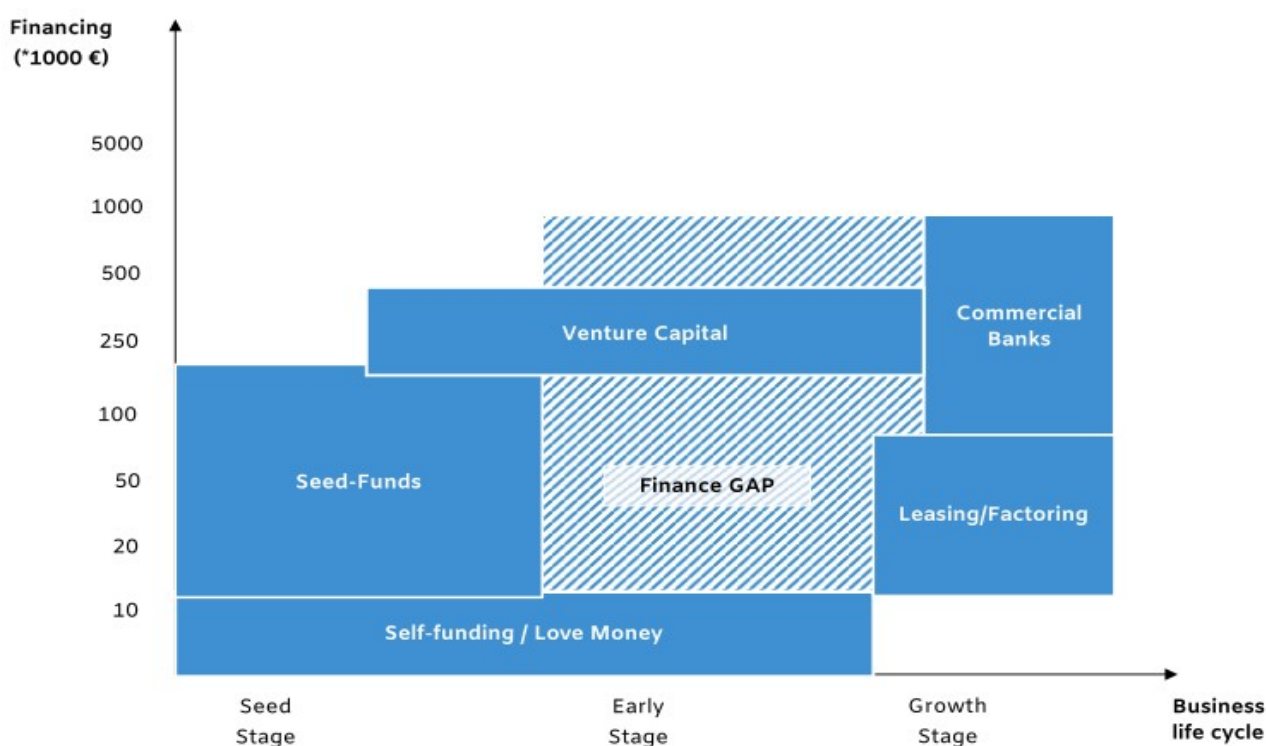 Financing
(*1000 €)
5000
1000
500
250
100
50
20
10
Venture Capital
Commercial
Banks
Seed-Funds
Finance GAP
Leasing/Factoring
Self-funding / Love Money
Seed
Stage
Early
Stage
Growth
Stage
Business
life cycle